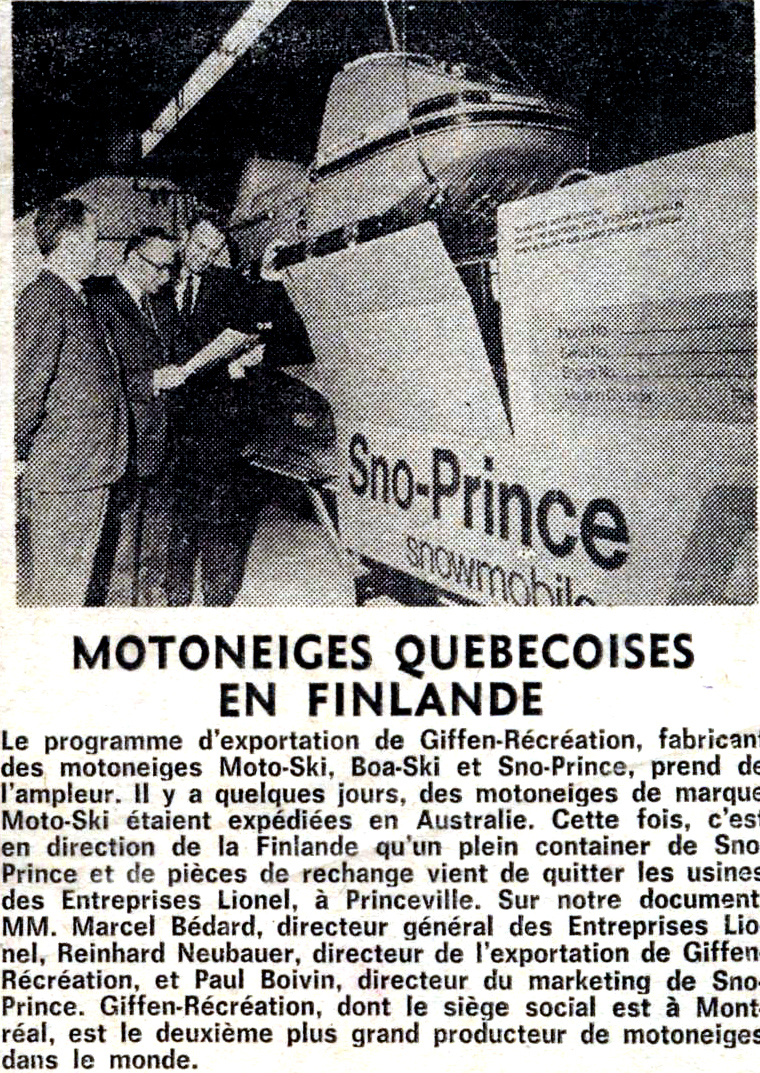 Sno-Prince
snowmobile
MOTONEIGES QUEBECOISES
EN FINLANDE
Le programme d'exportation de Giffen-Récréation, fabricant
des motoneiges Moto-Ski, Boa-Ski et Sno-Prince, prend de
l'ampleur. Il y a quelques jours, des motoneiges de marque
Moto-Ski étaient expédiées en Australie. Cette fois, c'est
en direction de la Finlande qu'un plein container de Sno-
Prince et de pièces de rechange vient de quitter les usines
des Entreprises Lionel, à Princeville. Sur notre document
MM. Marcel Bédard, directeur général des Entreprises Lio-
nel, Reinhard Neubauer, directeur de l'exportation de Giffen-
Récréation, et Paul Boivin, directeur du marketing de Sno-
Prince. Giffen-Récréation, dont le siège social est à Mont-
réal, est le deuxième plus grand producteur de motoneiges
dans le monde.